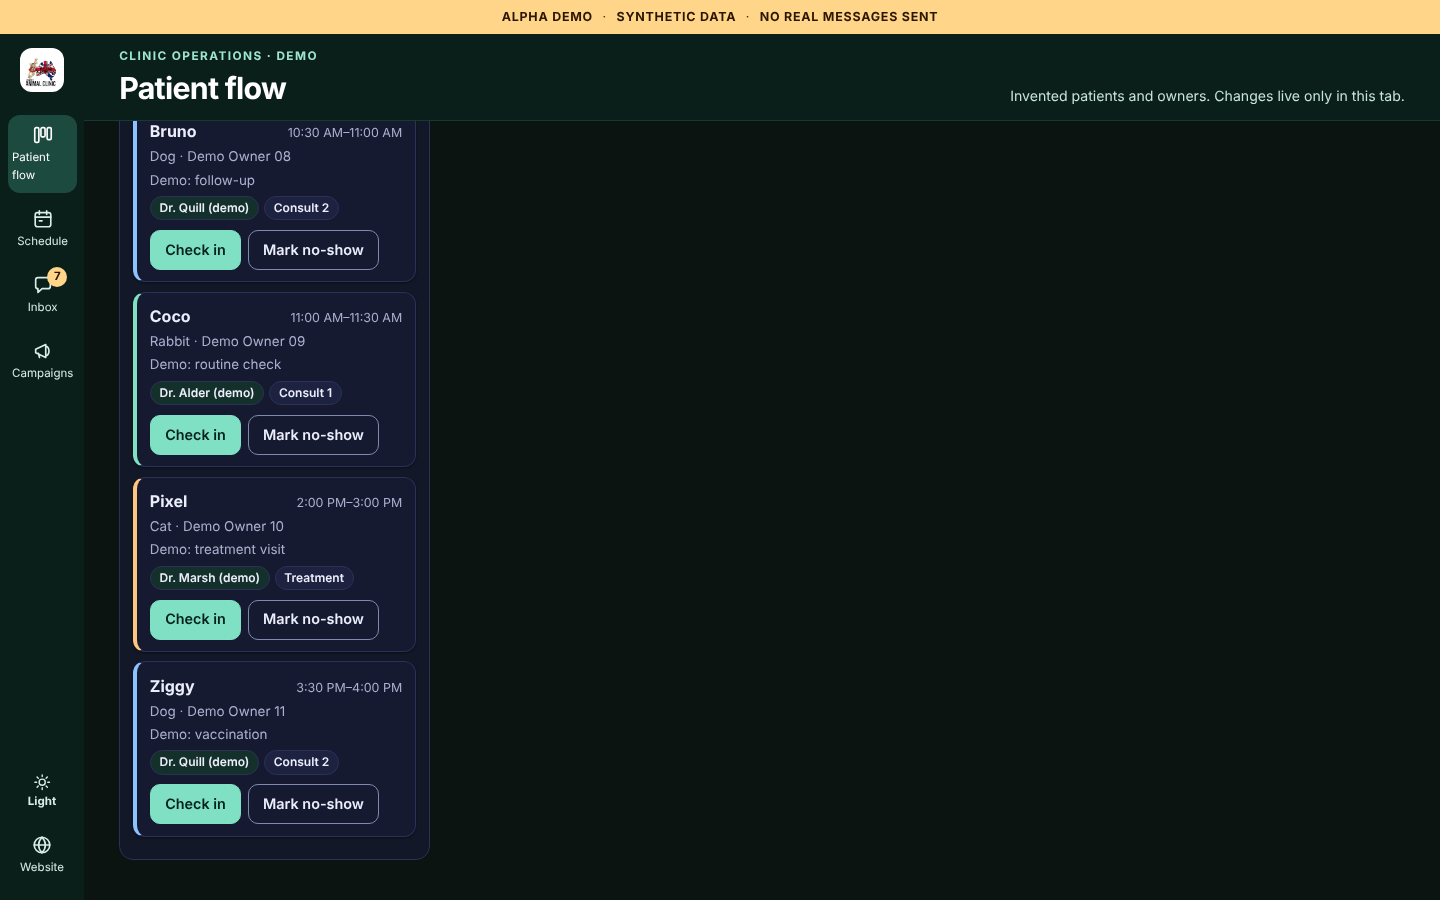 ALPHA DEMO · SYNTHETIC DATA · NO REAL MESSAGES SENT
ANIMAL CLINIC
CLINIC OPERATIONS · DEMO
Patient flow
Invented patients and owners. Changes live only in this tab.
Patient
flow
Schedule
7
Inbox
Campaigns
Light
Website
Bruno 10:30 AM–11:00 AM
Dog · Demo Owner 08
Demo: follow-up
Dr. Quill (demo) Consult 2
Check in Mark no-show
Coco 11:00 AM–11:30 AM
Rabbit · Demo Owner 09
Demo: routine check
Dr. Alder (demo) Consult 1
Check in Mark no-show
Pixel 2:00 PM–3:00 PM
Cat · Demo Owner 10
Demo: treatment visit
Dr. Marsh (demo) Treatment
Check in Mark no-show
Ziggy 3:30 PM–4:00 PM
Dog · Demo Owner 11
Demo: vaccination
Dr. Quill (demo) Consult 2
Check in Mark no-show